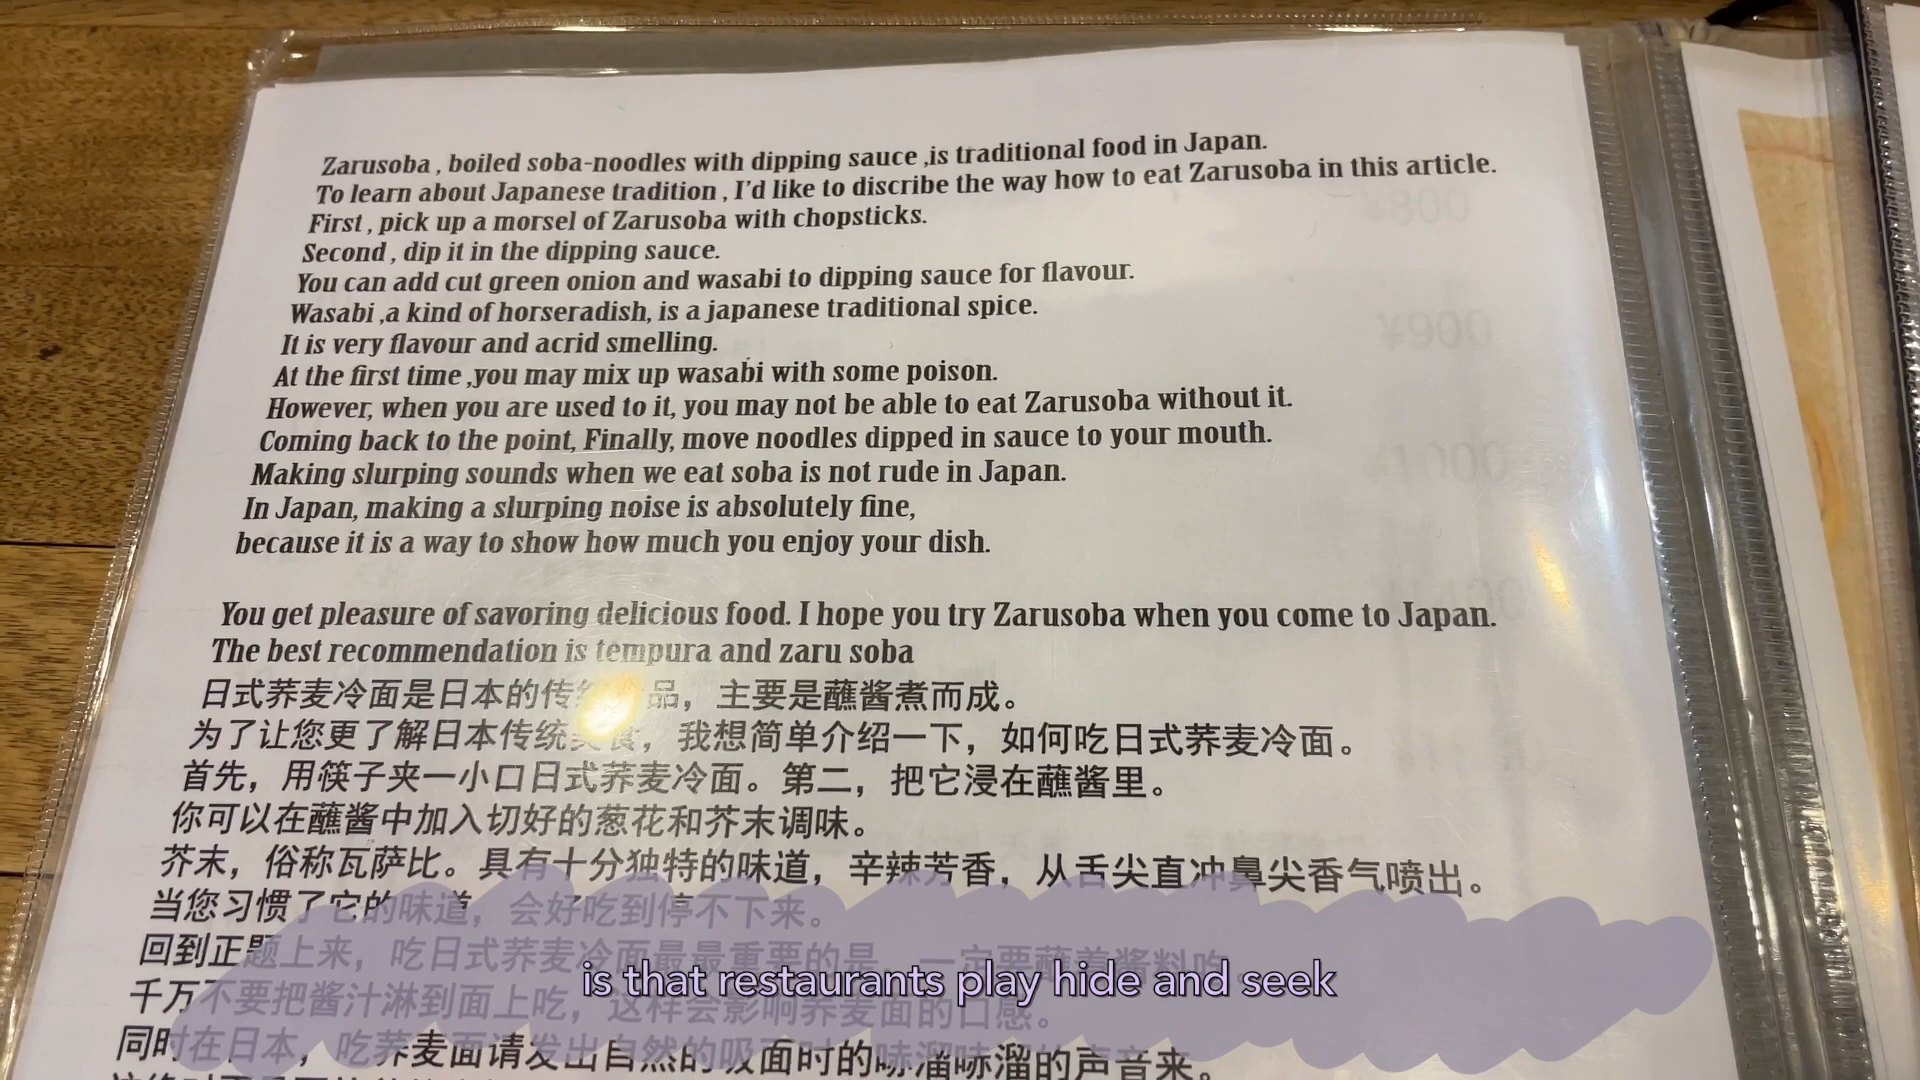 Zarusoba , boiled soba-noodles with dipping sauce ,is traditional food in Japan.
To learn about Japanese tradition , I'd like to discribe the way how to eat Zarusoba in this article.
First , pick up a morsel of Zarusoba with chopsticks.
Second , dip it in the dipping sauce.
You can add cut green onion and wasabi to dipping sauce for flavour.
Wasabi ,a kind of horseradish, is a japanese traditional spice.
It is very flavour and acrid smelling.
At the first time ,you may mix up wasabi with some poison.
However, when you are used to it, you may not be able to eat Zarusoba without it.
Coming back to the point, Finally, move noodles dipped in sauce to your mouth.
Making slurping sounds when we eat soba is not rude in Japan.
In Japan, making a slurping noise is absolutely fine,
because it is a way to show how much you enjoy your dish.
You get pleasure of savoring delicious food. I hope you try Zarusoba when you come to Japan.
The best recommendation is tempura and zaru soba
日式荞麦冷面是日本的传 品，主要是蘸酱煮而成。
为了让您更了解日本传统美食，我想简单介绍一下，如何吃日式荞麦冷面。
首先，用筷子夹一小口日式荞麦冷面。第二，把它浸在蘸酱里。
你可以在蘸酱中加入切好的葱花和芥末调味。
芥末，俗称瓦萨比。具有十分独特的味道，辛辣芳香，从舌尖直冲鼻尖香气喷出。
当您习惯了它的味道，会好吃到停不下来。
回到正题上来，吃日式荞麦冷面最最重要的是，一定要蘸着酱料吃。
is that restaurants play hide and seek
千万不要把酱汁淋到面上吃，这样会影响荞麦面的口感。
同时在日本，吃荞麦面请发出自然的吸面时的哧溜哧溜的声音来。
¥800
¥900